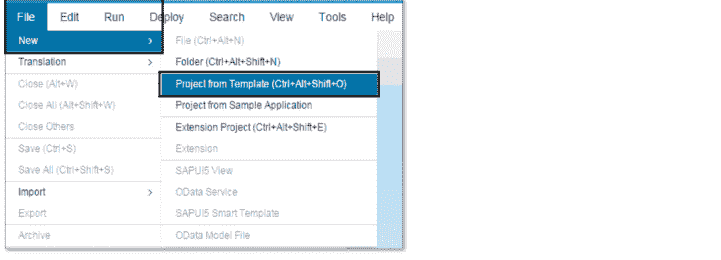 File Edit Run Deploy Search View Tools Help
New >
Translation >
Close (Alt+W)
Close All (Alt+Shift+W)
Close Others
Save (Ctrl+S)
Save All (Ctrl+Shift+S)
Import >
Export
Archive
File (Ctrl+Alt+N)
Folder (Ctrl+Alt+Shift+N)
Project from Template (Ctrl+Alt+Shift+O)
Project from Sample Application
Extension Project (Ctrl+Alt+Shift+E)
Extension
SAPUI5 View
OData Service
SAPUI5 Smart Template
OData Model File